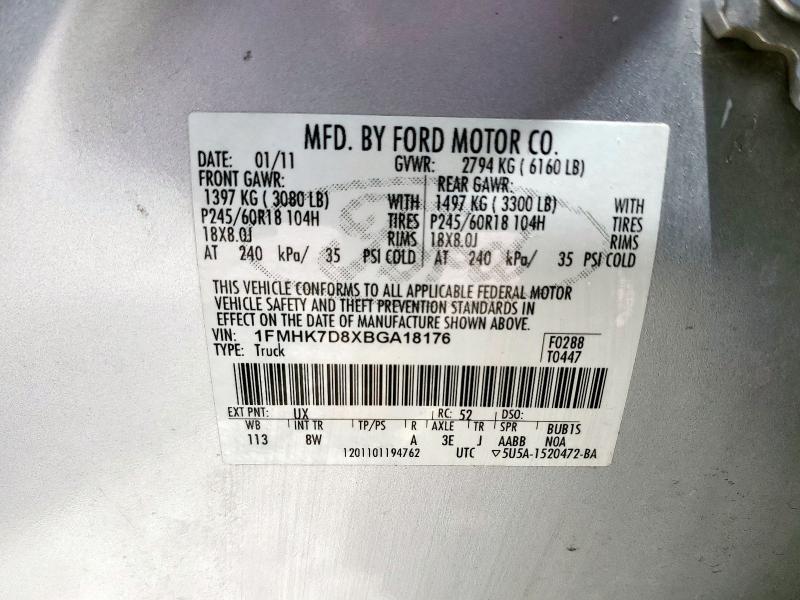 MFD. BY FORD MOTOR CO.
DATE: 01/11 GVWR: 2794 KG ( 6160 LB)
FRONT GAWR: REAR GAWR:
1397 KG ( 3080 LB) WITH 1497 KG ( 3300 LB) WITH
P245/60R18 104H TIRES P245/60R18 104H TIRES
18X8.0J RIMS 18X8.0J RIMS
AT 240 kPa/ 35 PSI COLD AT 240 kPa/ 35 PSI COLD
Ford
THIS VEHICLE CONFORMS TO ALL APPLICABLE FEDERAL MOTOR
VEHICLE SAFETY AND THEFT PREVENTION STANDARDS IN
EFFECT ON THE DATE OF MANUFACTURE SHOWN ABOVE.
VIN: 1FMHK7D8XBGA18176 F0288
TYPE: Truck T0447
EXT PNT: UX RC: 52 DSO:
WB INT TR TP/PS R AXLE TR SPR BUB1S
113 8W A 3E J AABB NOA
1201101194762 UTC ▽5U5A-1520472-BA